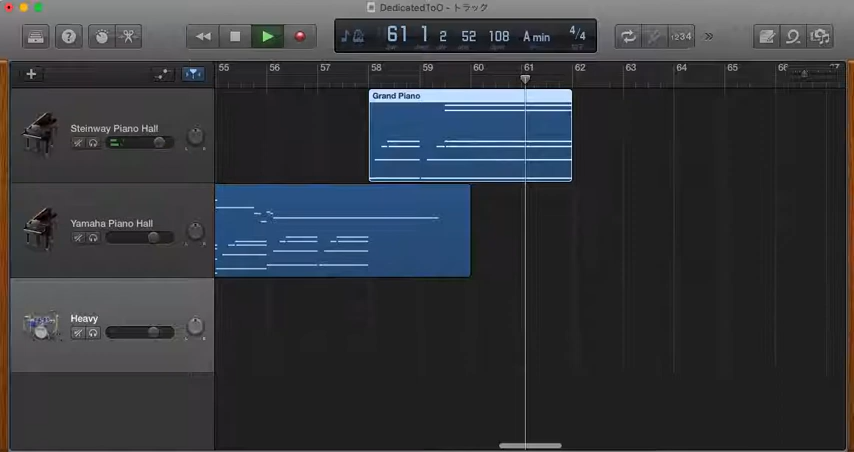 DedicatedToO - トラック
61 1 2 52 108 A min 4/4
1234
55 56 57 58 59 60 61 62 63 64 65 66
Grand Piano
Steinway Piano Hall
Yamaha Piano Hall
Heavy